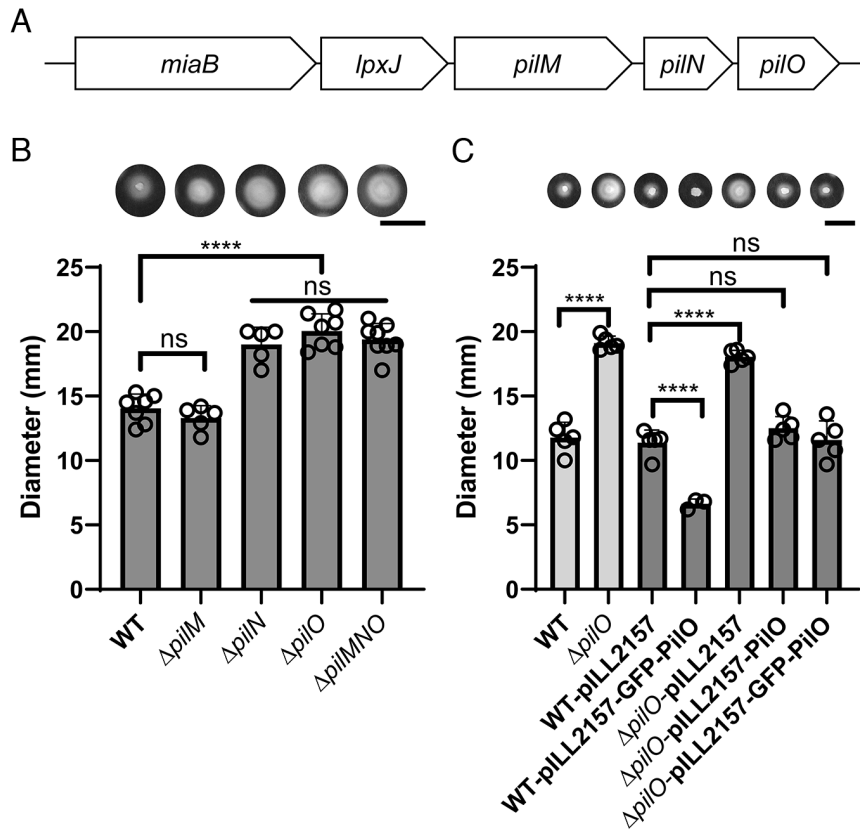 A
miaB lpxJ pilM pilN pilO
B
****
ns
ns
Diameter (mm)
25
20
15
10
5
0
WT
ΔpilM
ΔpilN
ΔpilO
ΔpilMNO
C
ns
ns
****
****
****
Diameter (mm)
25
20
15
10
5
0
WT
ΔpilO
WT-pILL2157
WT-pILL2157-GFP-PilO
ΔpilO-pILL2157
ΔpilO-pILL2157-PilO
ΔpilO-pILL2157-GFP-PilO